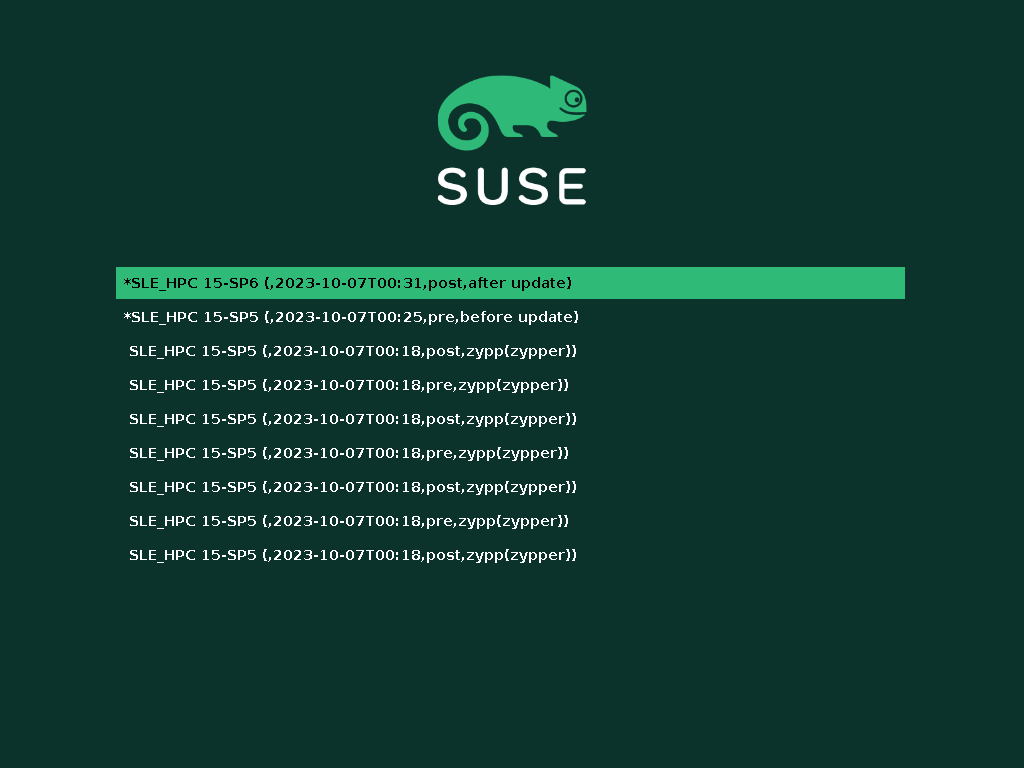 SUSE
*SLE_HPC 15-SP6 (,2023-10-07T00:31,post,after update)
*SLE_HPC 15-SP5 (,2023-10-07T00:25,pre,before update)
SLE_HPC 15-SP5 (,2023-10-07T00:18,post,zypp(zypper))
SLE_HPC 15-SP5 (,2023-10-07T00:18,pre,zypp(zypper))
SLE_HPC 15-SP5 (,2023-10-07T00:18,post,zypp(zypper))
SLE_HPC 15-SP5 (,2023-10-07T00:18,pre,zypp(zypper))
SLE_HPC 15-SP5 (,2023-10-07T00:18,post,zypp(zypper))
SLE_HPC 15-SP5 (,2023-10-07T00:18,pre,zypp(zypper))
SLE_HPC 15-SP5 (,2023-10-07T00:18,post,zypp(zypper))